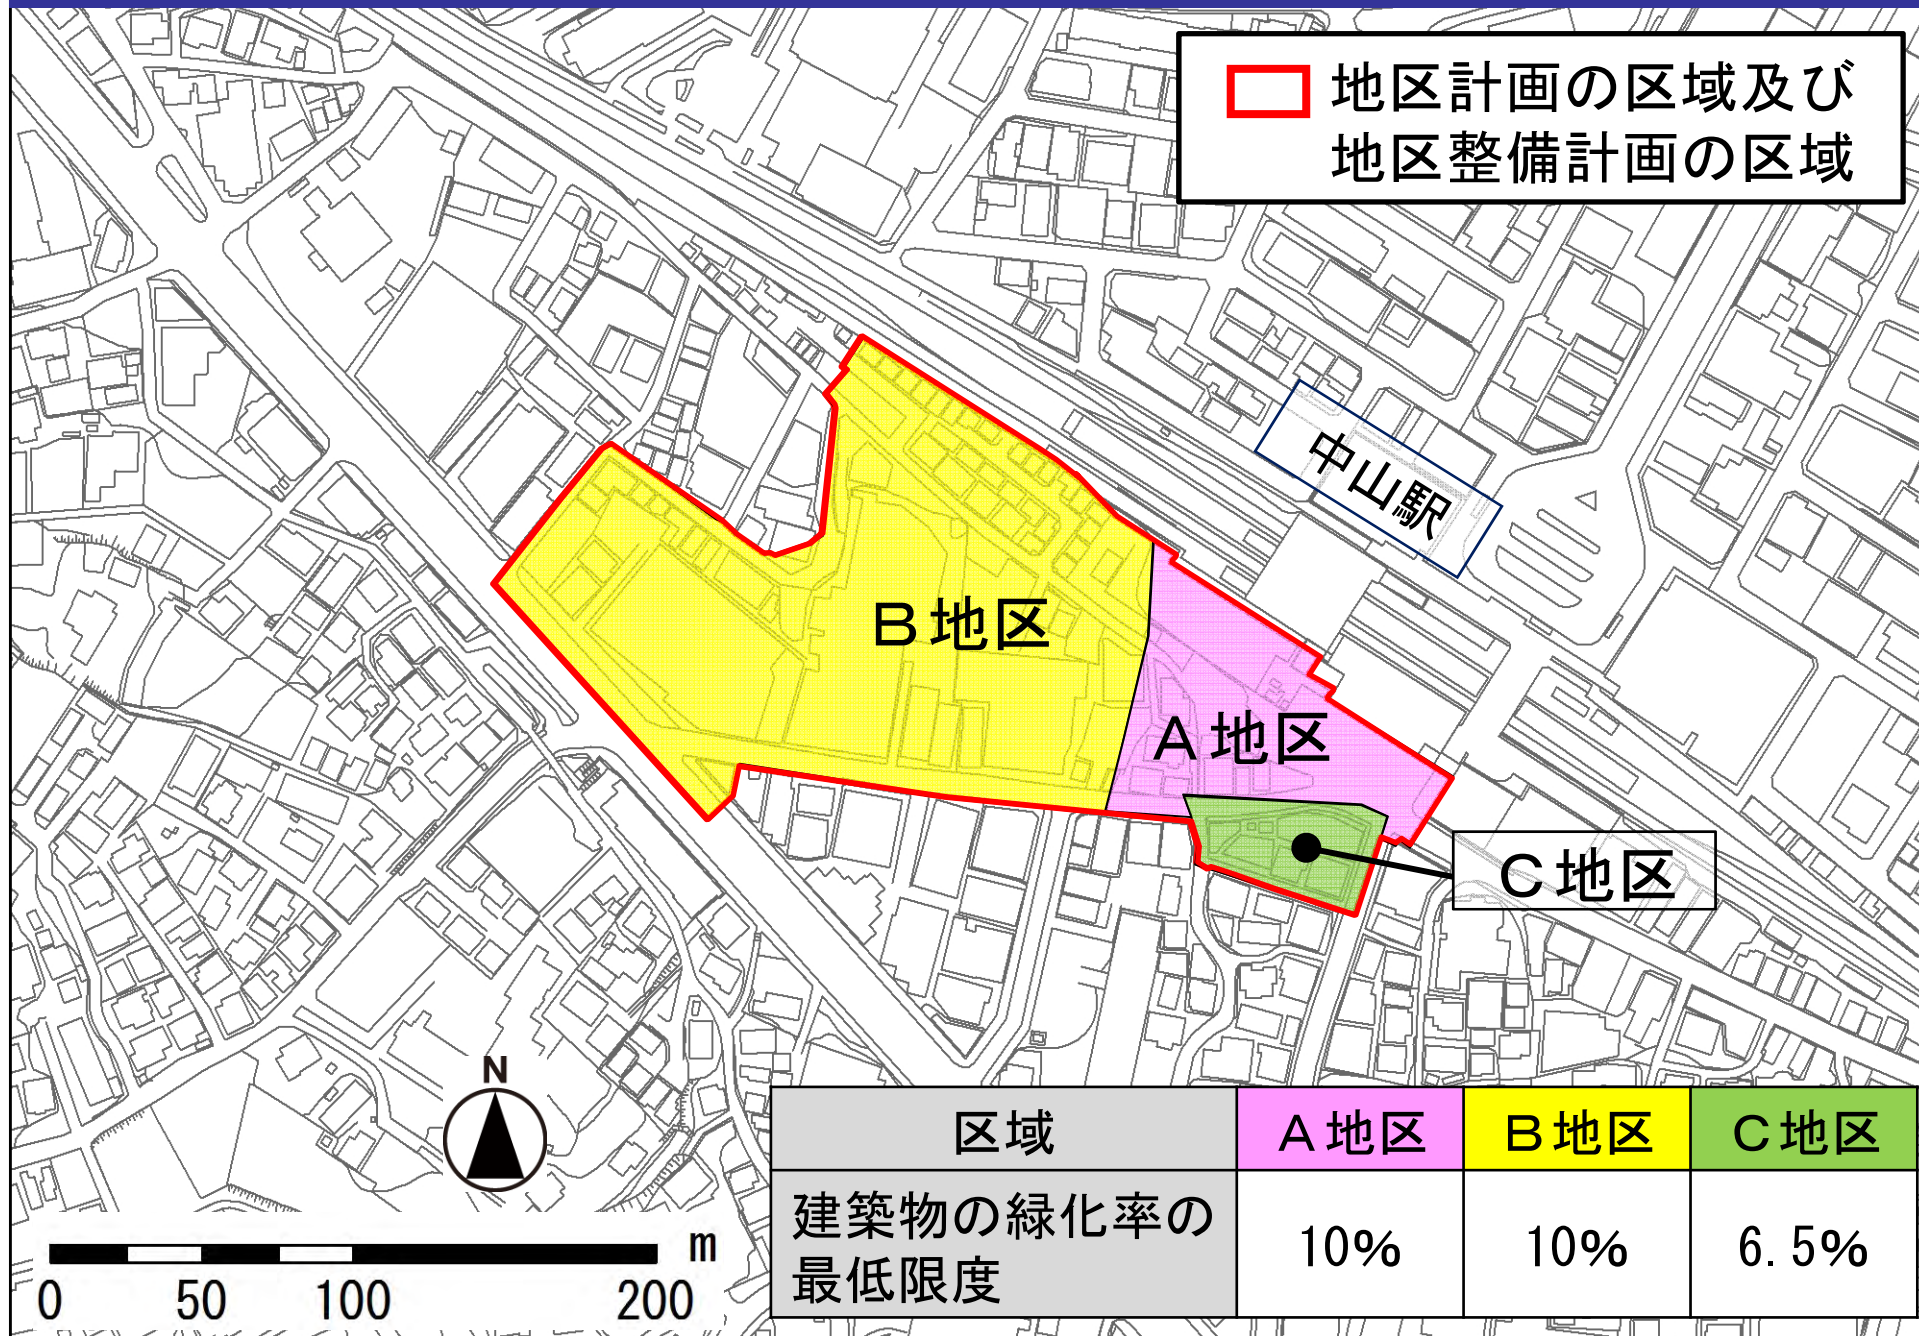 地区計画の区域及び
地区整備計画の区域
中山駅
B地区
A地区
C地区
N
m
0 50 100 200
区域 A地区 B地区 C地区
建築物の緑化率の
最低限度 10% 10% 6.5%